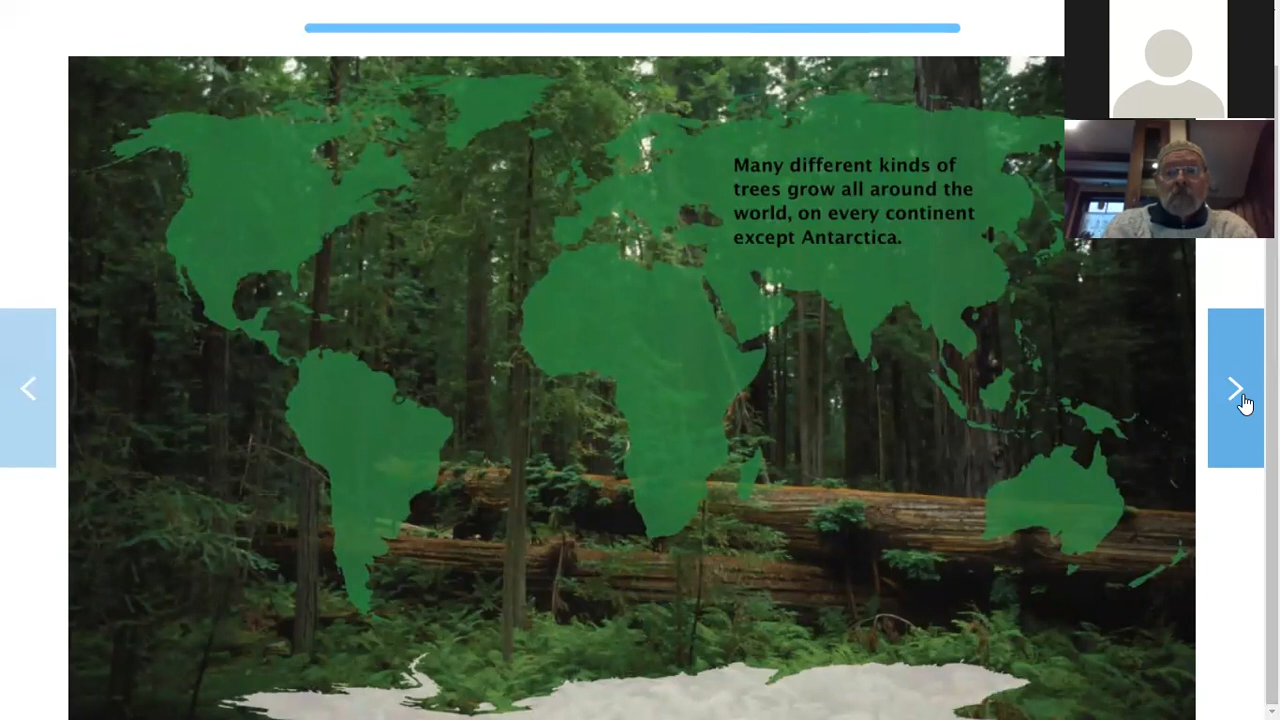 Many different kinds of
trees grow all around the
world, on every continent
except Antarctica.